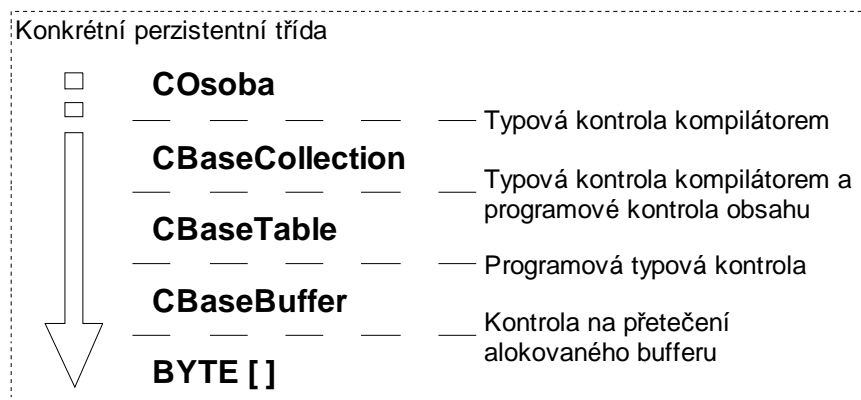 Konkrétní perzistentní třída
COsoba
Typová kontrola kompilátorem
CBaseCollection
Typová kontrola kompilátorem a
programové kontrola obsahu
CBaseTable
Programová typová kontrola
CBaseBuffer
Kontrola na přetečení
alokovaného bufferu
BYTE [ ]